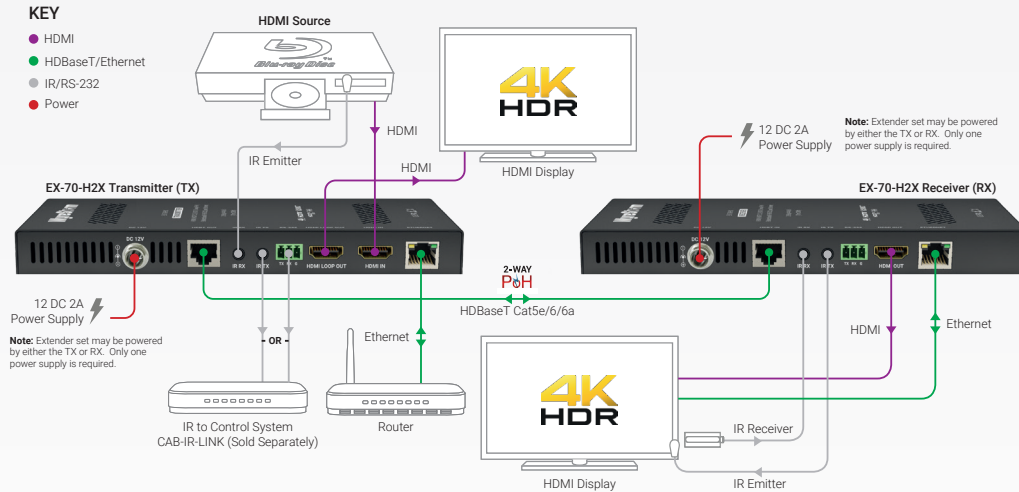 KEY
HDMI
HDBaseT/Ethernet
IR/RS-232
Power
HDMI Source
Blu-ray Disc
TM
HDMI
IR Emitter
HDMI
4K
HDR
HDMI Display
12 DC 2A
Power Supply
Note: Extender set may be powered
by either the TX or RX. Only one
power supply is required.
EX-70-H2X Transmitter (TX)
DC 12V
IR RX
IR TX
TX RX G
HDMI LOOP OUT
HDMI IN
EX-70-H2X Receiver (RX)
DC 12V
IR RX
IR TX
TX RX G
HDMI OUT
2-WAY
PoH
HDBaseT Cat5e/6/6a
12 DC 2A
Power Supply
Note: Extender set may be powered
by either the TX or RX. Only one
power supply is required.
- OR -
Ethernet
IR to Control System
CAB-IR-LINK (Sold Separately)
Router
4K
HDR
HDMI Display
HDMI
Ethernet
IR Receiver
IR Emitter